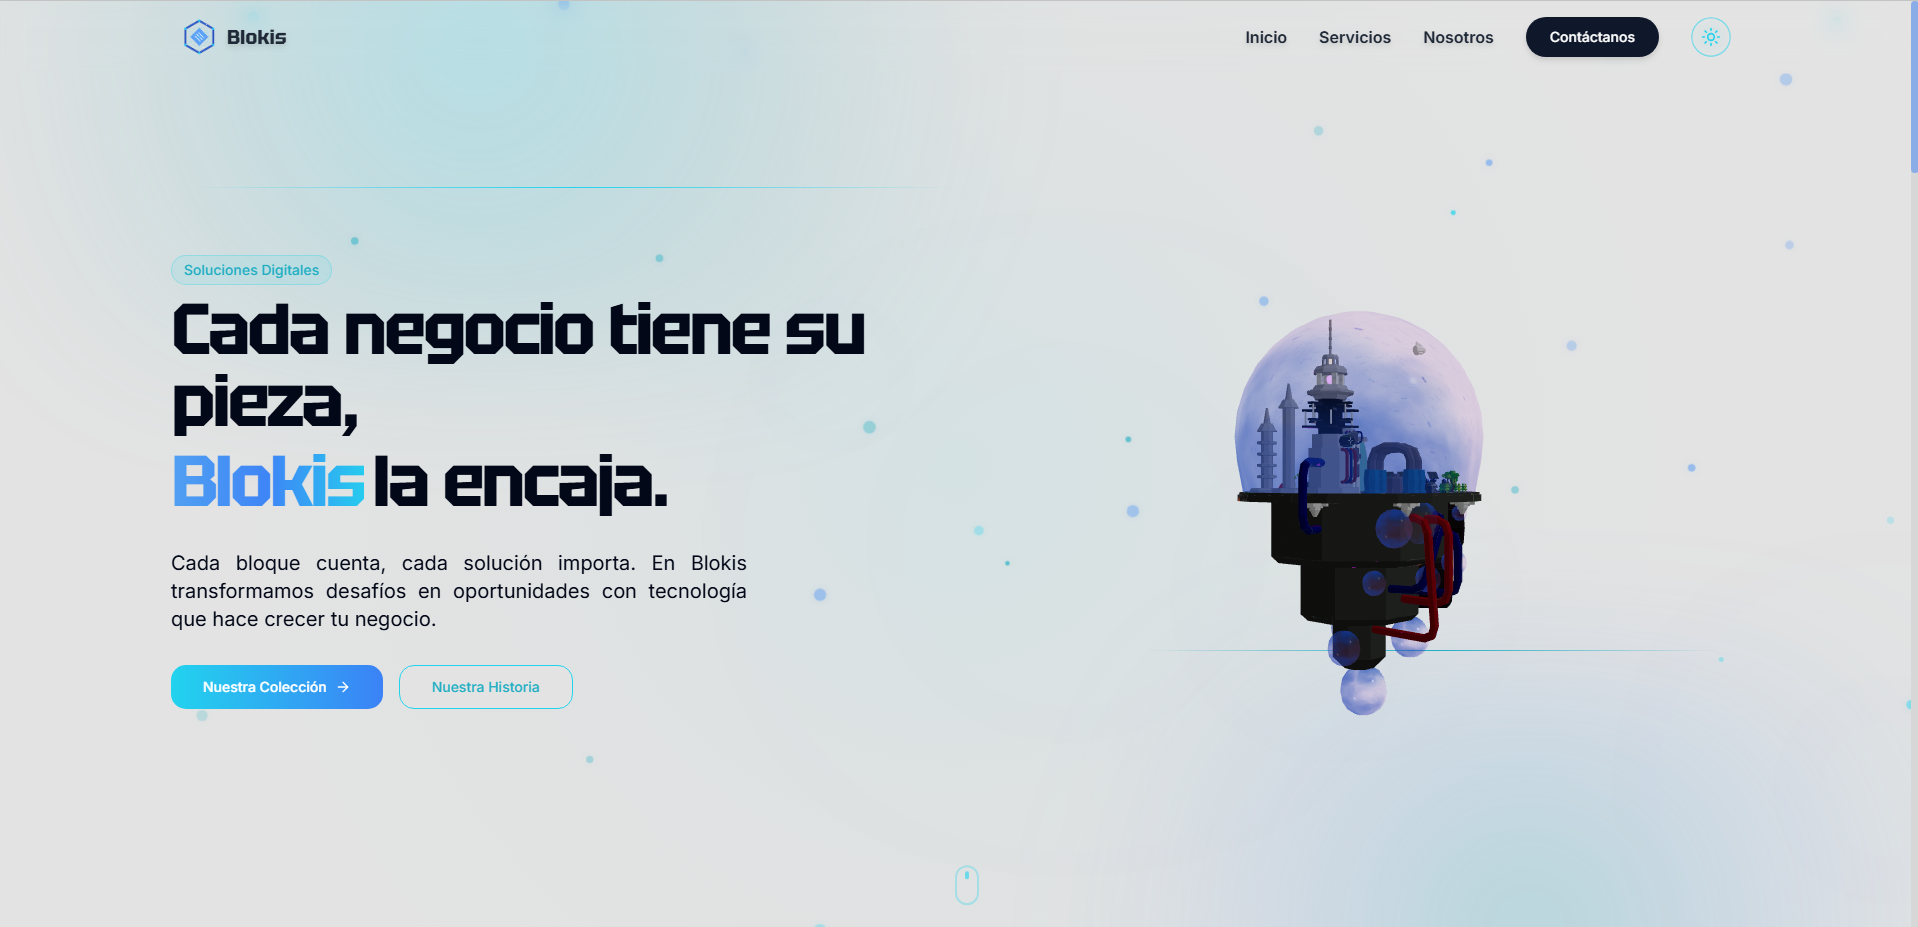 Blokis
Inicio
Servicios
Nosotros
Contáctanos
Soluciones Digitales
Cada negocio tiene su
pieza,
Blokis la encaja.
Cada bloque cuenta, cada solución importa. En Blokis
transformamos desafíos en oportunidades con tecnología
que hace crecer tu negocio.
Nuestra Colección
Nuestra Historia